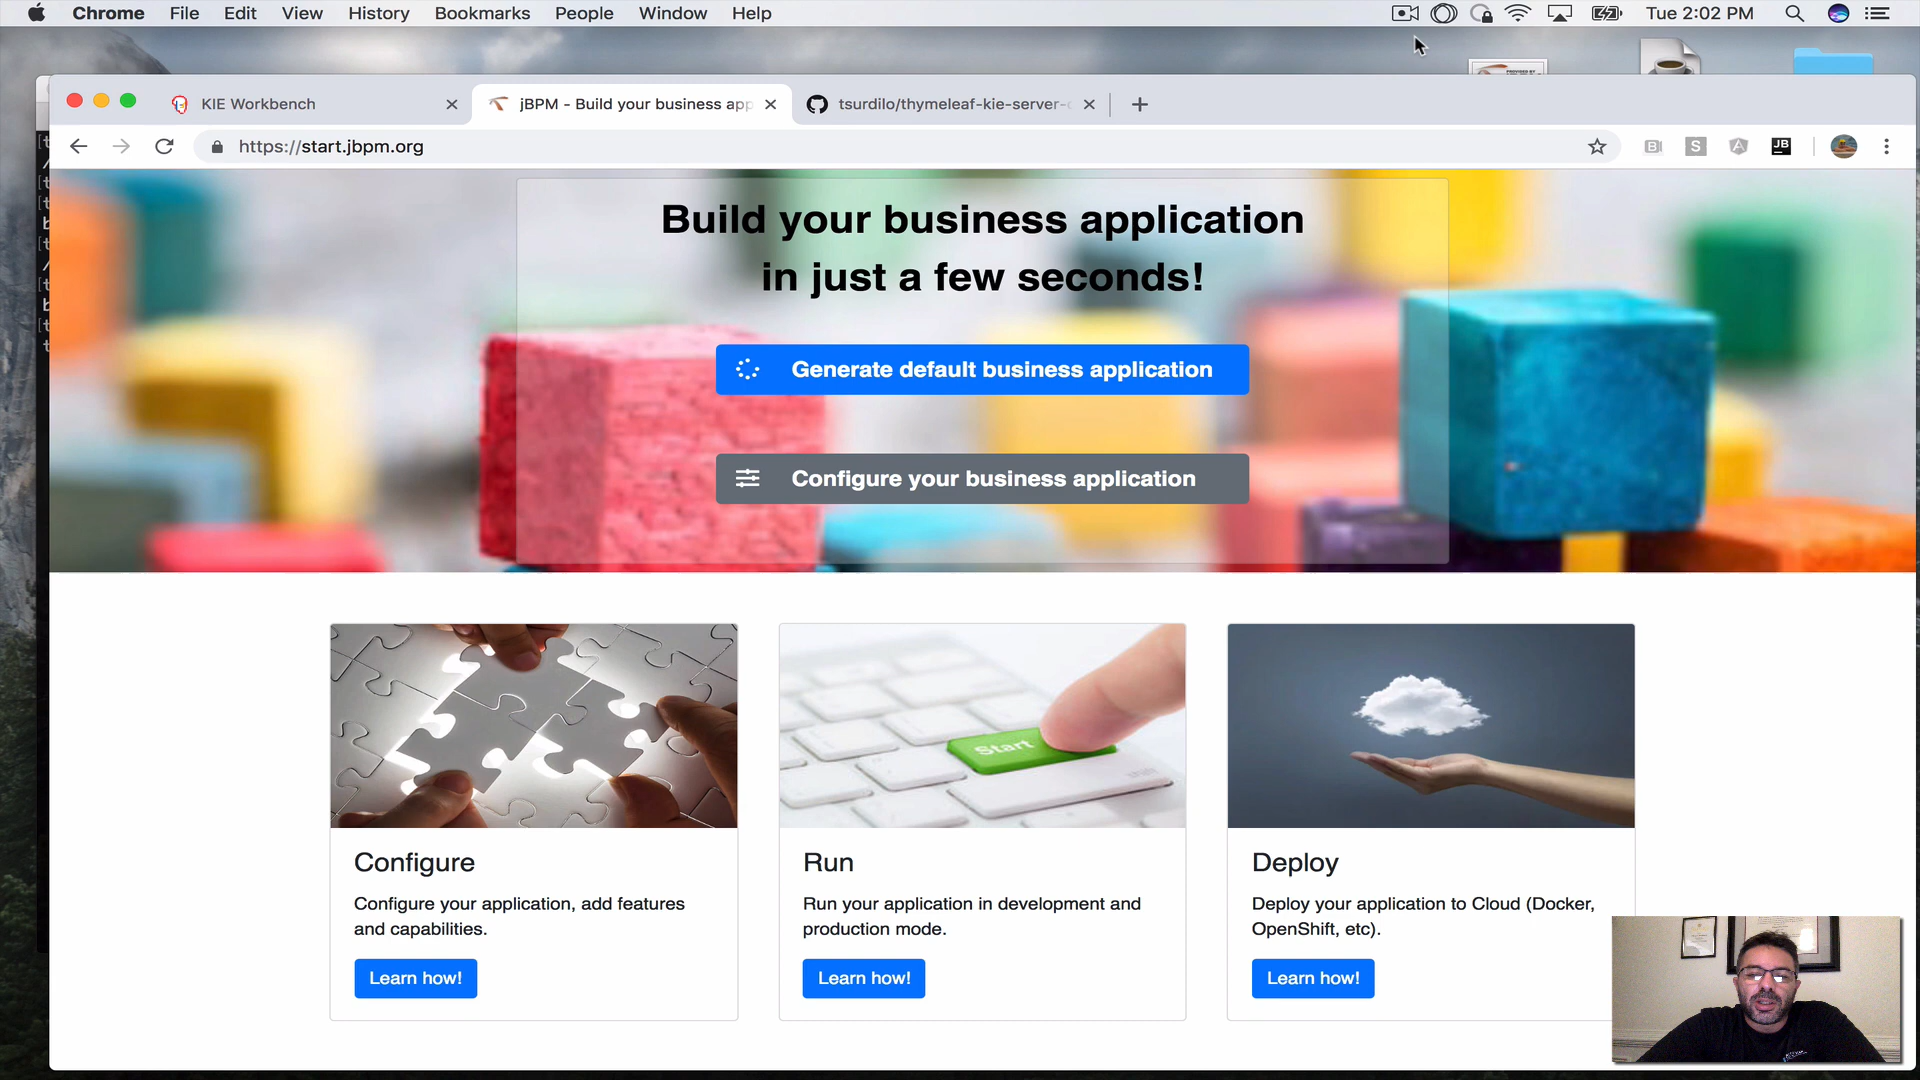 Chrome File Edit View History Bookmarks People Window Help
Tue 2:02 PM
PROVIDED BY
KIE Workbench
jBPM - Build your business app
tsurdilo/thymeleaf-kie-server-
https://start.jbpm.org
JB
Build your business application
in just a few seconds!
Generate default business application
Configure your business application
Start
shift
Configure
Configure your application, add features
and capabilities.
Learn how!
Run
Run your application in development and
production mode.
Learn how!
Deploy
Deploy your application to Cloud (Docker,
OpenShift, etc).
Learn how!